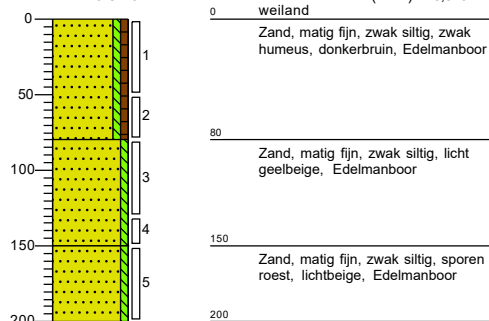 0
weiland
0
Zand, matig fijn, zwak siltig, zwak
humeus, donkerbruin, Edelmanboor
1
50
2
80
Zand, matig fijn, zwak siltig, licht
geelbeige, Edelmanboor
100
3
4
150
150
Zand, matig fijn, zwak siltig, sporen
roest, lichtbeige, Edelmanboor
5
200
200